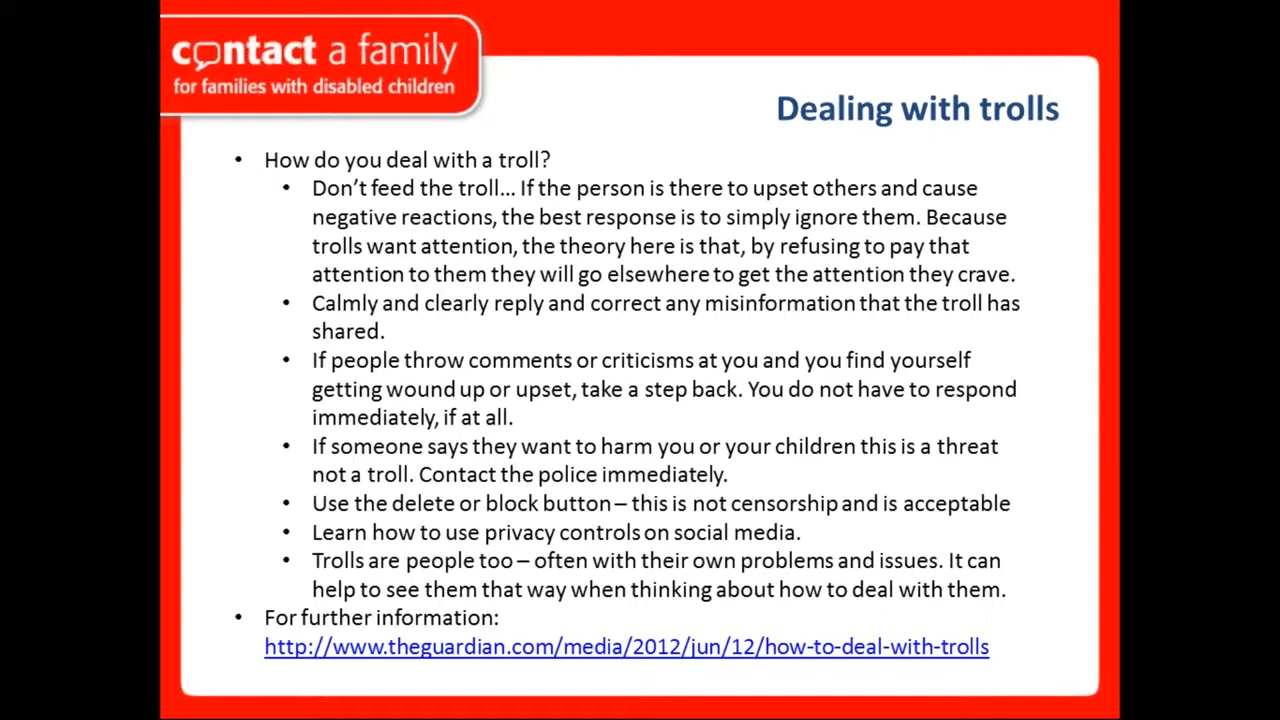 contact a family
for families with disabled children
Dealing with trolls
• How do you deal with a troll?
• Don’t feed the troll... If the person is there to upset others and cause
negative reactions, the best response is to simply ignore them. Because
trolls want attention, the theory here is that, by refusing to pay that
attention to them they will go elsewhere to get the attention they crave.
• Calmly and clearly reply and correct any misinformation that the troll has
shared.
• If people throw comments or criticisms at you and you find yourself
getting wound up or upset, take a step back. You do not have to respond
immediately, if at all.
• If someone says they want to harm you or your children this is a threat
not a troll. Contact the police immediately.
• Use the delete or block button – this is not censorship and is acceptable
• Learn how to use privacy controls on social media.
• Trolls are people too – often with their own problems and issues. It can
help to see them that way when thinking about how to deal with them.
• For further information:
http://www.theguardian.com/media/2012/jun/12/how-to-deal-with-trolls